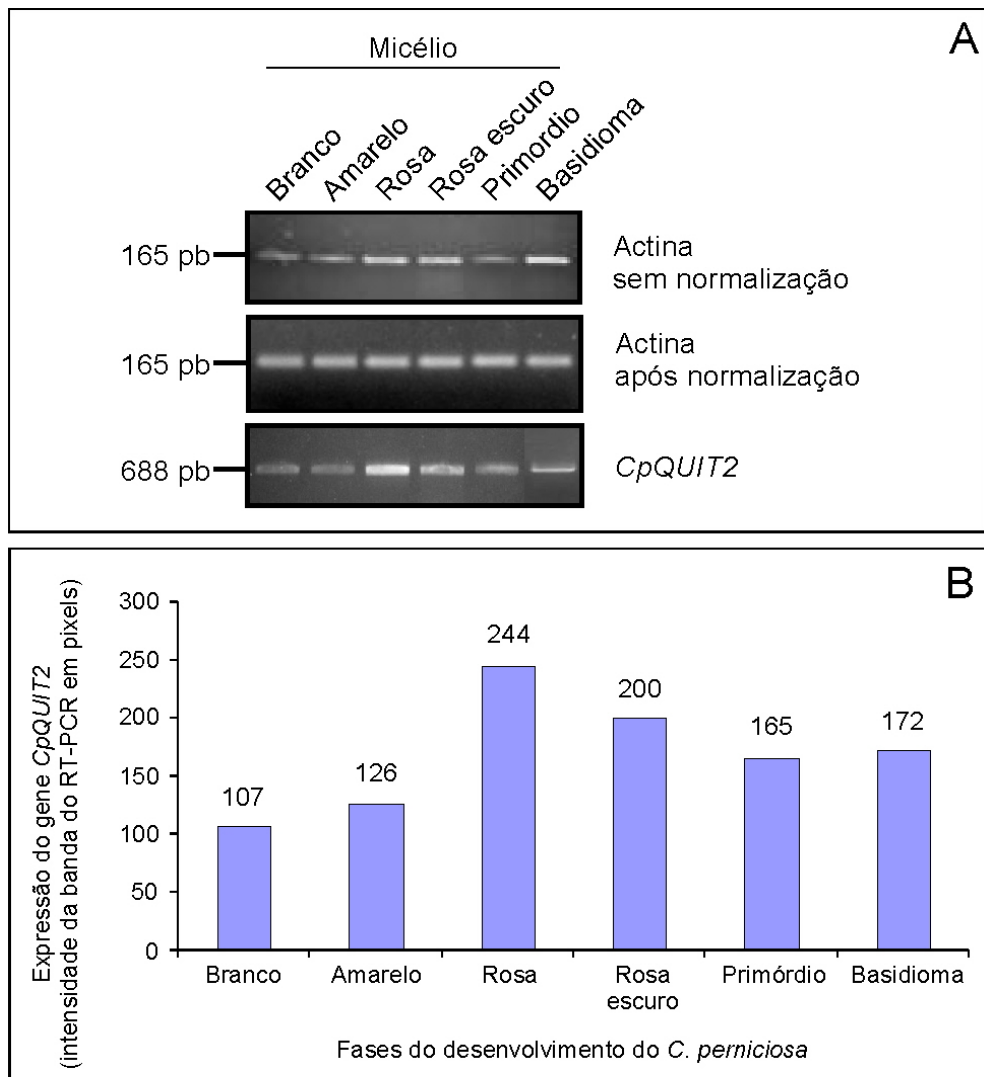 A
Micélio
Branco
Amarelo
Rosa
Rosa escuro
Primordio
Basidioma
165 pb
Actina
sem normalização
165 pb
Actina
após normalização
688 pb
CpQUIT2
B
Expressão do gene CpQUIT2
(intensidade da banda do RT-PCR em pixels)
300
250
200
150
100
50
0
107
126
244
200
165
172
Branco
Amarelo
Rosa
Rosa
escuro
Primórdio
Basidioma
Fases do desenvolvimento do C. perniciosa